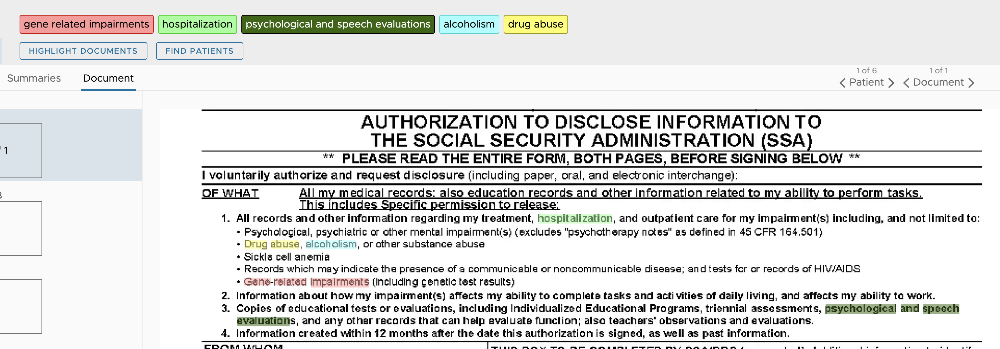 gene related impairments hospitalization psychological and speech evaluations alcoholism drug abuse
HIGHLIGHT DOCUMENTS FIND PATIENTS
Summaries Document
1 of 6 1 of 1
Patient Document
1
AUTHORIZATION TO DISCLOSE INFORMATION TO
THE SOCIAL SECURITY ADMINISTRATION (SSA)
** PLEASE READ THE ENTIRE FORM, BOTH PAGES, BEFORE SIGNING BELOW **
I voluntarily authorize and request disclosure (including paper, oral, and electronic interchange):
OF WHAT All my medical records: also education records and other information related to my ability to perform tasks.
This includes Specific permission to release:
1. All records and other information regarding my treatment, hospitalization, and outpatient care for my impairment(s) including, and not limited to:
• Psychological, psychiatric or other mental impairment(s) (excludes "psychotherapy notes" as defined in 45 CFR 164.501)
• Drug abuse, alcoholism, or other substance abuse
• Sickle cell anemia
• Records which may indicate the presence of a communicable or noncommunicable disease; and tests for or records of HIV/AIDS
• Gene-related impairments (including genetic test results)
2. Information about how my impairment(s) affects my ability to complete tasks and activities of daily living, and affects my ability to work.
3. Copies of educational tests or evaluations, including Individualized Educational Programs, triennial assessments, psychological and speech
evaluations, and any other records that can help evaluate function; also teachers' observations and evaluations.
4. Information created within 12 months after the date this authorization is signed, as well as past information.
FROM WHOM